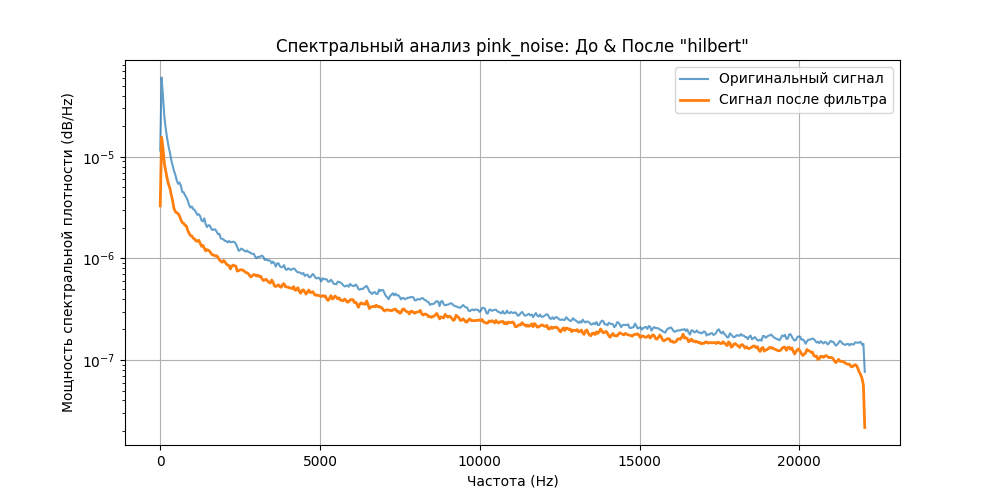 Спектральный анализ pink_noise: До & После "hilbert"
Оригинальный сигнал
Сигнал после фильтра
Мощность спектральной плотности (dB/Hz)
10⁻⁵
10⁻⁶
10⁻⁷
0 5000 10000 15000 20000
Частота (Hz)